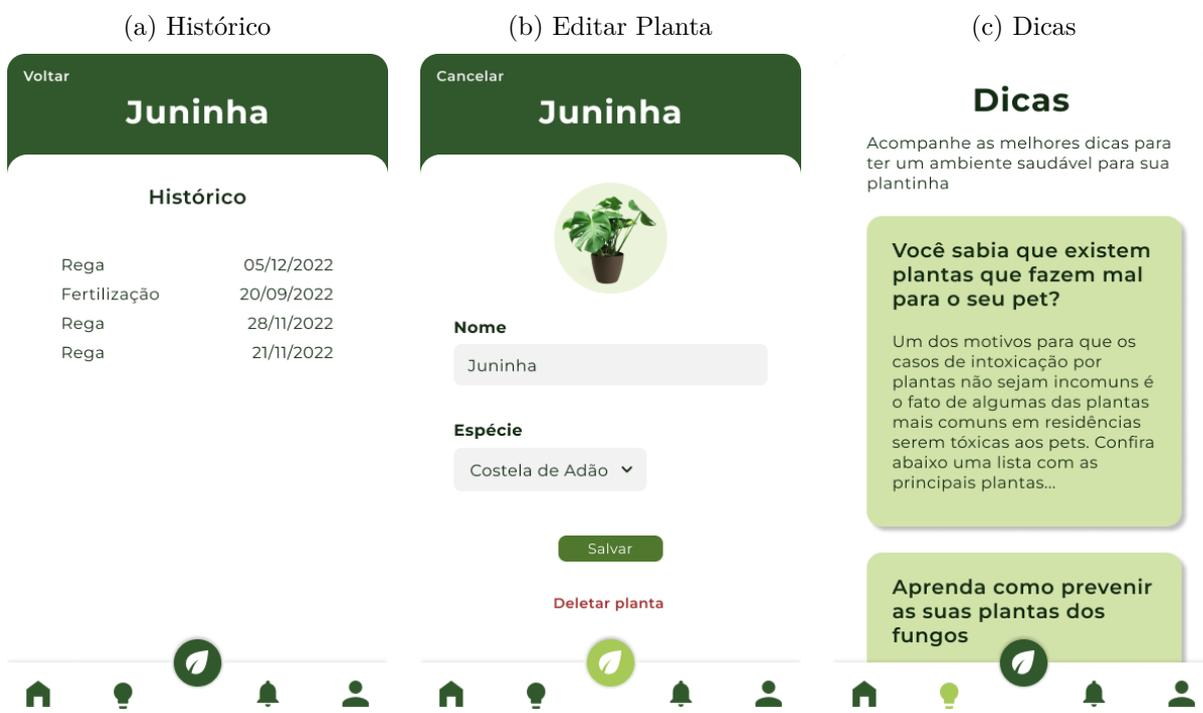 (a) Histórico
Voltar
Juninha
Histórico
Rega 05/12/2022
Fertilização 20/09/2022
Rega 28/11/2022
Rega 21/11/2022
(b) Editar Planta
Cancelar
Juninha
Nome
Juninha
Espécie
Costela de Adão
Salvar
Deletar planta
(c) Dicas
Dicas
Acompanhe as melhores dicas para
ter um ambiente saudável para sua
plantinha
Você sabia que existem
plantas que fazem mal
para o seu pet?
Um dos motivos para que os
casos de intoxicação por
plantas não sejam incomuns é
o fato de algumas das plantas
mais comuns em residências
serem tóxicas aos pets. Confira
abaixo uma lista com as
principais plantas...
Aprenda como prevenir
as suas plantas dos
fungos